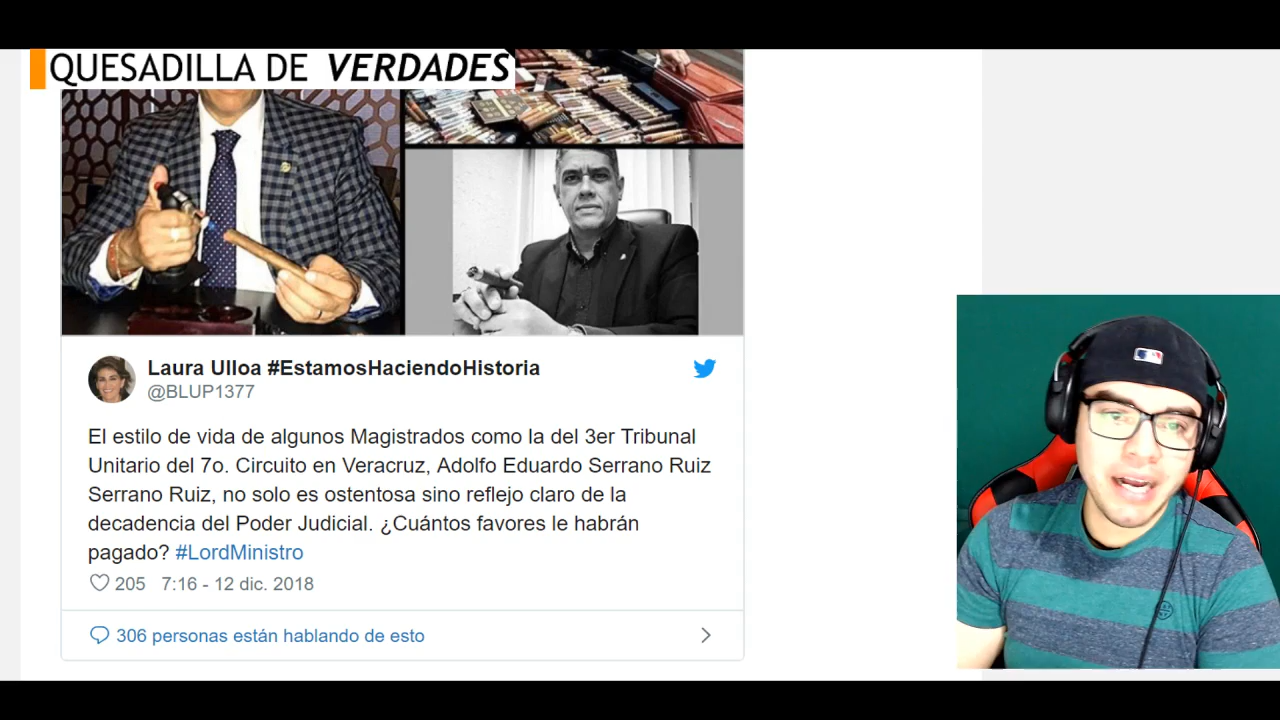 QUESADILLA DE VERDADES
Laura Ulloa #EstamosHaciendoHistoria
@BLUP1377
El estilo de vida de algunos Magistrados como la del 3er Tribunal
Unitario del 7o. Circuito en Veracruz, Adolfo Eduardo Serrano Ruiz
Serrano Ruiz, no solo es ostentosa sino reflejo claro de la
decadencia del Poder Judicial. ¿Cuántos favores le habrán
pagado? #LordMinistro
205 7:16 - 12 dic. 2018
306 personas están hablando de esto